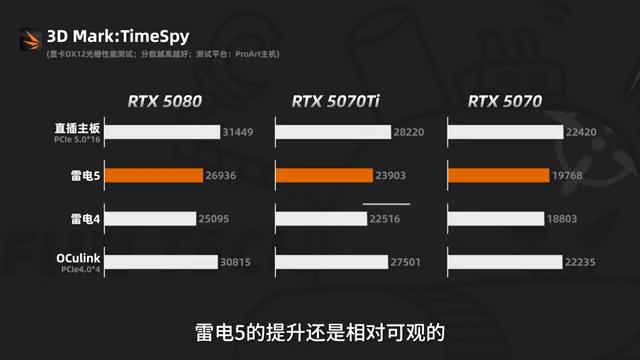 3D Mark:TimeSpy
(显卡DX12光栅性能测试；分数越高越好；测试平台：ProArt主机)
RTX 5080 RTX 5070Ti RTX 5070
直插主板 31449 28220 22420
PCIe 5.0*16
雷电5 26936 23903 19768
雷电4 25095 22516 18803
OCulink 30815 27501 22235
PCIe4.0*4
雷电5的提升还是相对可观的